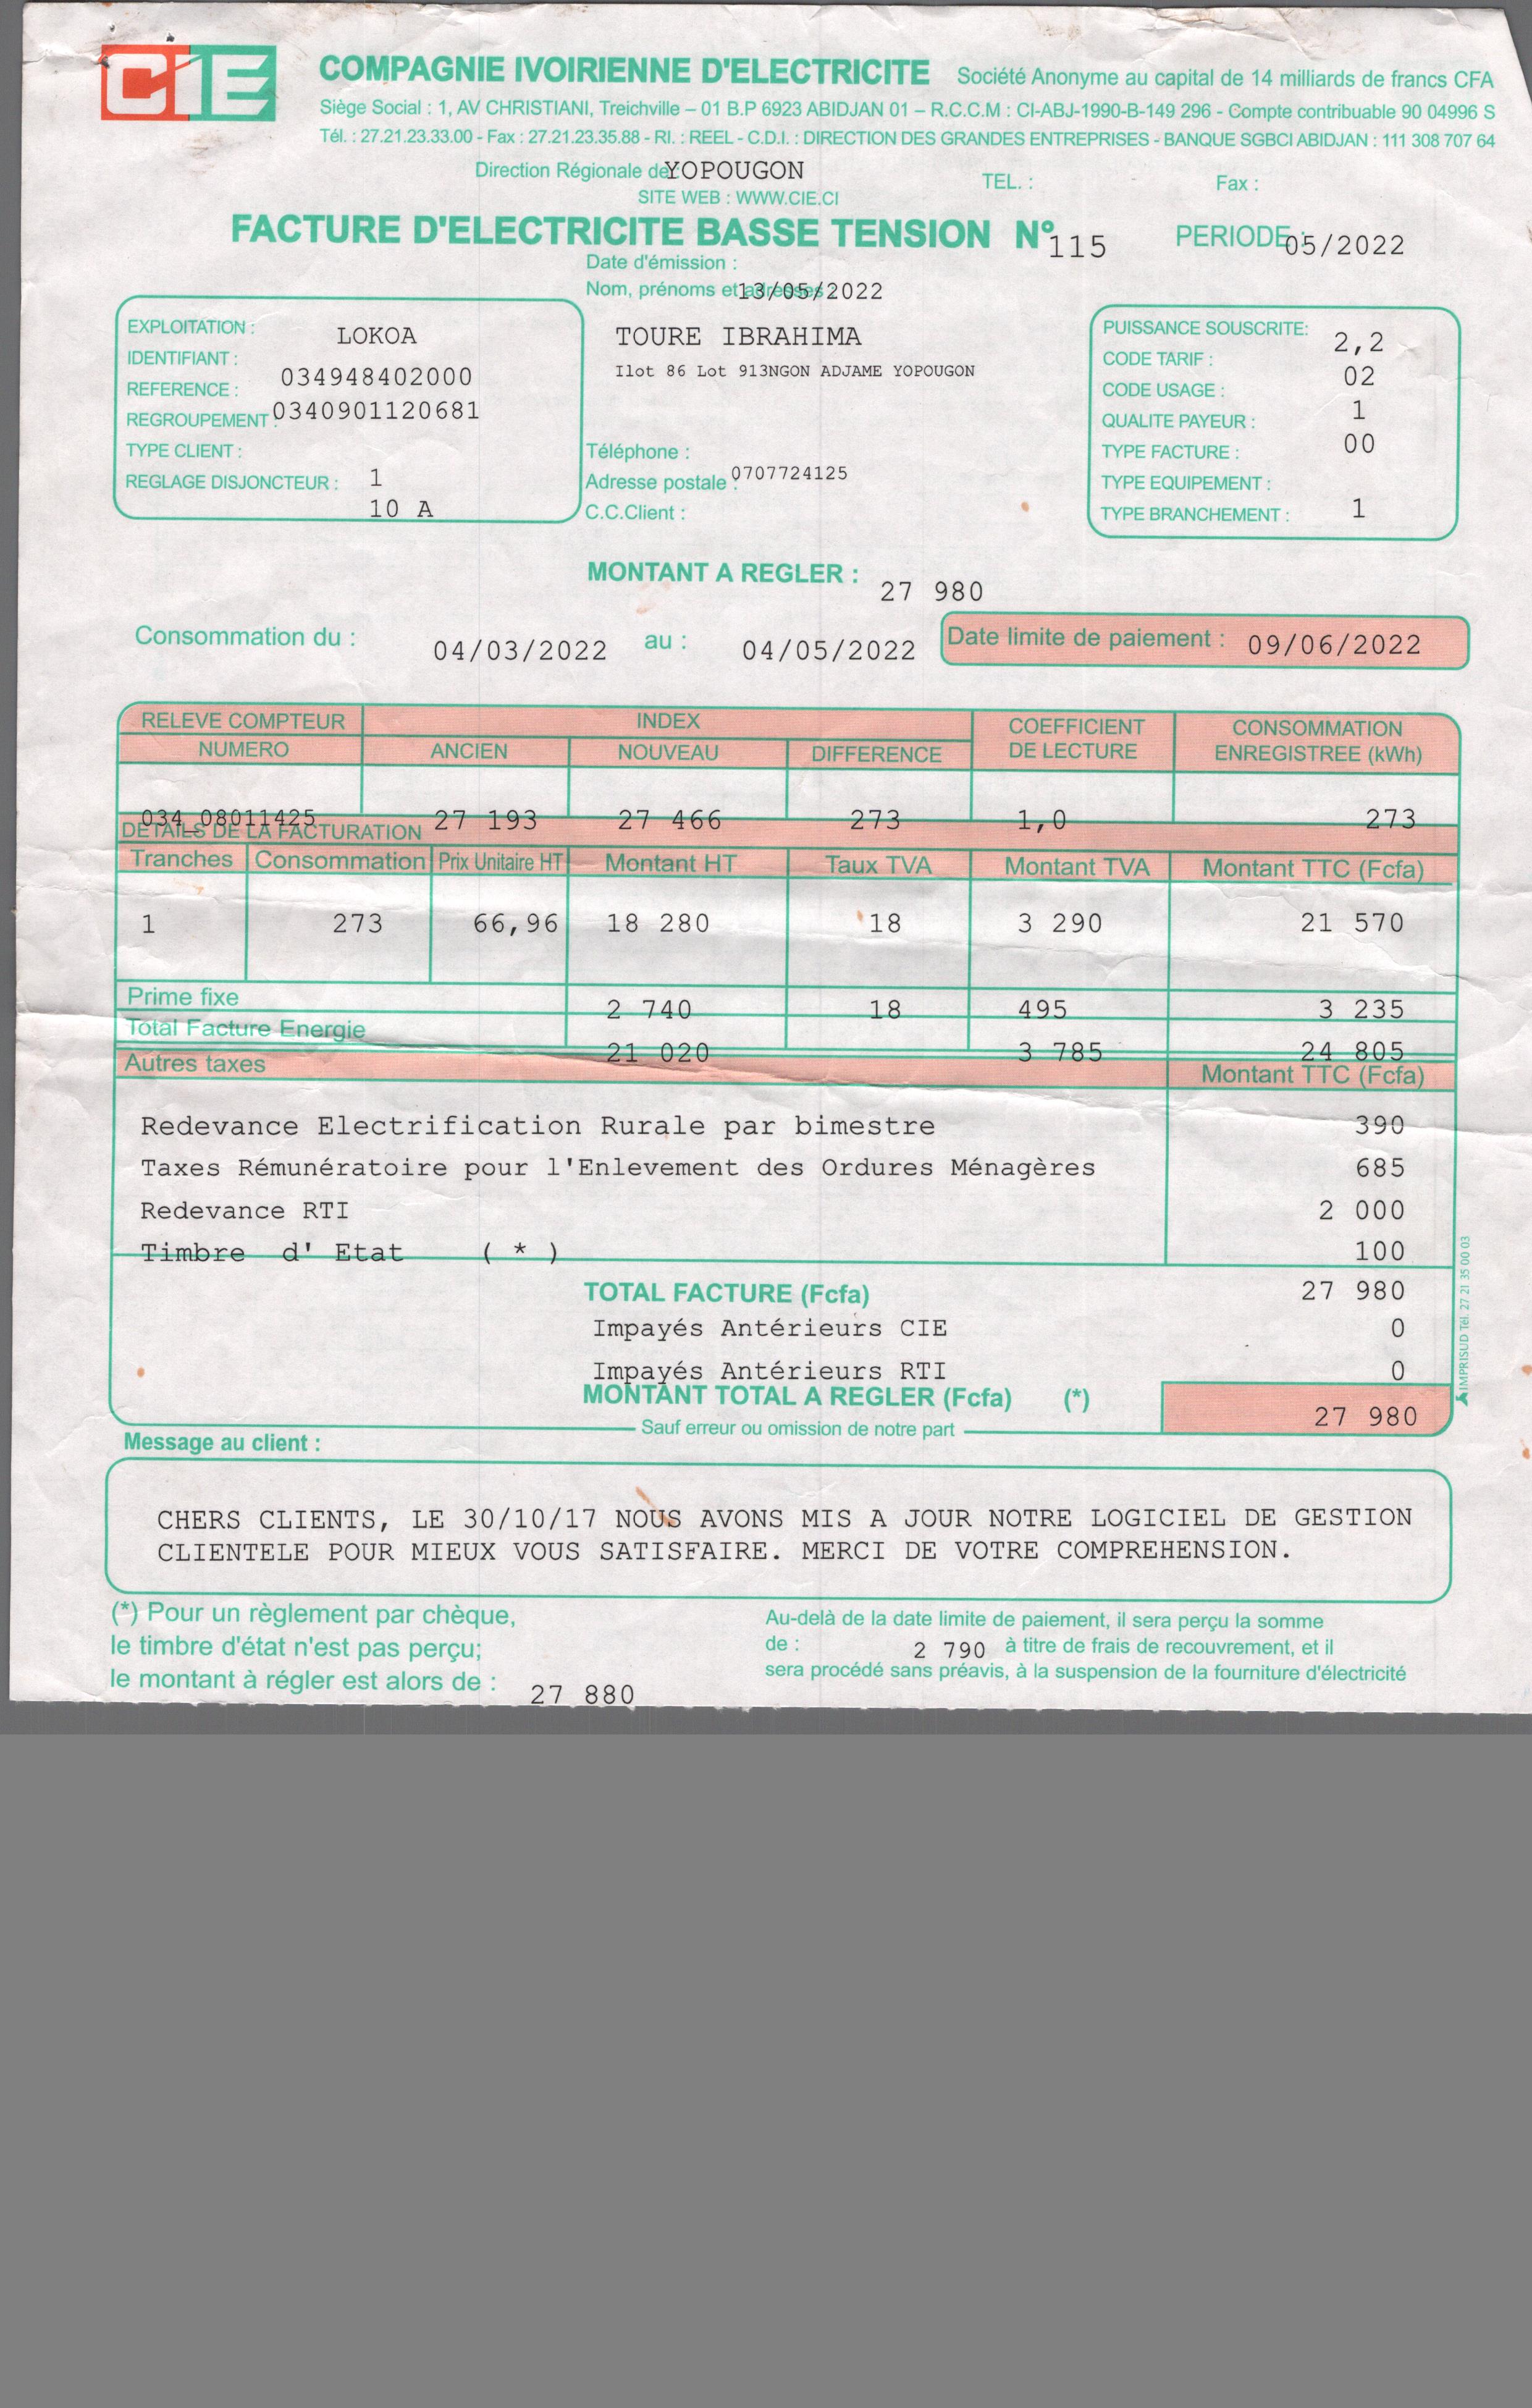 CIE
COMPAGNIE IVOIRIENNE D'ELECTRICITE Société Anonyme au capital de 14 milliards de francs CFA
Siège Social : 1, AV CHRISTIANI, Treichville – 01 B.P 6923 ABIDJAN 01 – R.C.C.M : CI-ABJ-1990-B-149 296 - Compte contribuable 90 04996 S
Tél. : 27.21.23.33.00 - Fax : 27.21.23.35.88 - RI. : REEL - C.D.I. : DIRECTION DES GRANDES ENTREPRISES - BANQUE SGBCI ABIDJAN : 111 308 707 64
Direction Régionale de: YOPOUGON TEL. : Fax :
SITE WEB : WWW.CIE.CI
FACTURE D'ELECTRICITE BASSE TENSION N° 115 PERIODE : 05/2022
Date d'émission :
Nom, prénoms et adresses : 13/05/2022
EXPLOITATION : LOKOA
IDENTIFIANT :
034948402000
REFERENCE :
REGROUPEMENT : 0340901120681
TYPE CLIENT :
REGLAGE DISJONCTEUR : 1
10 A
TOURE IBRAHIMA
Ilot 86 Lot 913NGON ADJAME YOPOUGON
Téléphone :
Adresse postale : 0707724125
C.C.Client :
PUISSANCE SOUSCRITE: 2,2
CODE TARIF :
02
CODE USAGE :
1
QUALITE PAYEUR :
00
TYPE FACTURE :
TYPE EQUIPEMENT :
TYPE BRANCHEMENT : 1
MONTANT A REGLER : 27 980
Consommation du : 04/03/2022 au : 04/05/2022 Date limite de paiement : 09/06/2022
RELEVE COMPTEUR INDEX COEFFICIENT DE LECTURE CONSOMMATION ENREGISTREE (kWh)
NUMERO ANCIEN NOUVEAU DIFFERENCE
034_08011425 27 193 27 466 273 1,0 273
DETAILS DE LA FACTURATION
Tranches Consommation Prix Unitaire HT Montant HT Taux TVA Montant TVA Montant TTC (Fcfa)
1 273 66,96 18 280 18 3 290 21 570
Prime fixe 2 740 18 495 3 235
Total Facture Energie 21 020 3 785 24 805
Autres taxes Montant TTC (Fcfa)
Redevance Electrification Rurale par bimestre 390
Taxes Rémunératoire pour l'Enlevement des Ordures Ménagères 685
Redevance RTI 2 000
Timbre d' Etat ( * ) 100
TOTAL FACTURE (Fcfa) 27 980
Impayés Antérieurs CIE 0
Impayés Antérieurs RTI 0
MONTANT TOTAL A REGLER (Fcfa) (*) 27 980
Sauf erreur ou omission de notre part
IMPRISUD Tél. 27 21 35 00 03
Message au client :
CHERS CLIENTS, LE 30/10/17 NOUS AVONS MIS A JOUR NOTRE LOGICIEL DE GESTION
CLIENTELE POUR MIEUX VOUS SATISFAIRE. MERCI DE VOTRE COMPREHENSION.
(*) Pour un règlement par chèque,
le timbre d'état n'est pas perçu;
le montant à régler est alors de : 27 880
Au-delà de la date limite de paiement, il sera perçu la somme
de : 2 790 à titre de frais de recouvrement, et il
sera procédé sans préavis, à la suspension de la fourniture d'électricité